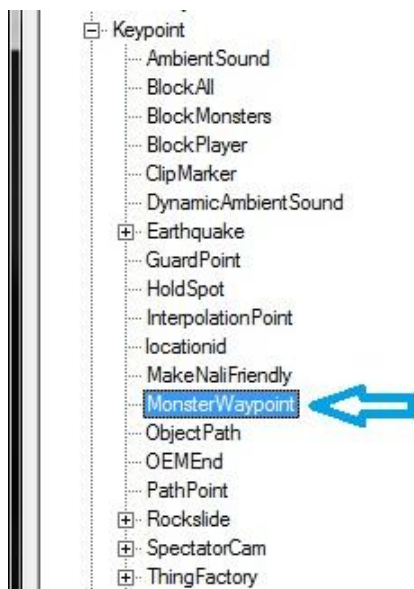 Keypoint
AmbientSound
BlockAll
BlockMonsters
BlockPlayer
ClipMarker
DynamicAmbientSound
Earthquake
GuardPoint
HoldSpot
InterpolationPoint
locationid
MakeNaliFriendly
MonsterWaypoint
ObjectPath
OEMEnd
PathPoint
Rockslide
SpectatorCam
ThingFactory